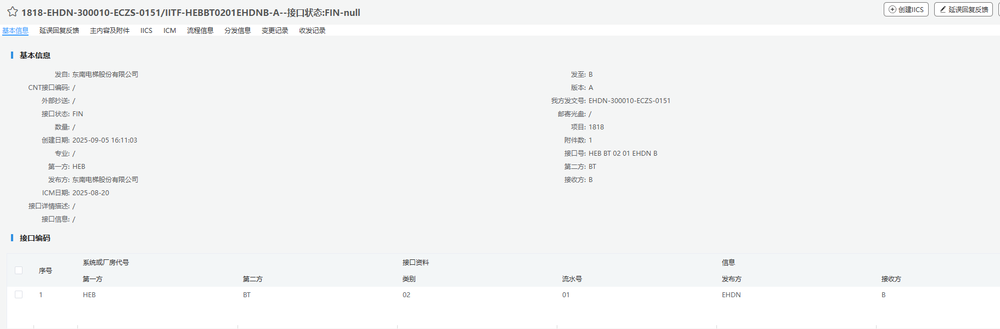 1818-EHDN-300010-ECZS-0151/IITF-HEBBT0201EHDNB-A--接口状态:FIN-null
创建IICS 延误回复反馈
基本信息 延误回复反馈 主内容及附件 IICS ICM 流程信息 分发信息 变更记录 收发记录
基本信息
发自: 东南电梯股份有限公司 发至: B
CNT接口编码: / 版本: A
外部抄送: / 我方发文号: EHDN-300010-ECZS-0151
接口状态: FIN 邮寄光盘: /
数量: / 项目: 1818
创建日期: 2025-09-05 16:11:03 附件数: 1
专业: / 接口号: HEB BT 02 01 EHDN B
第一方: HEB 第二方: BT
发布方: 东南电梯股份有限公司 接收方: B
ICM日期: 2025-08-20
接口详情描述: /
接口信息: /
接口编码
序号 系统或厂房代号 接口资料 信息
第一方 第二方 类别 流水号 发布方 接收方
1 HEB BT 02 01 EHDN B